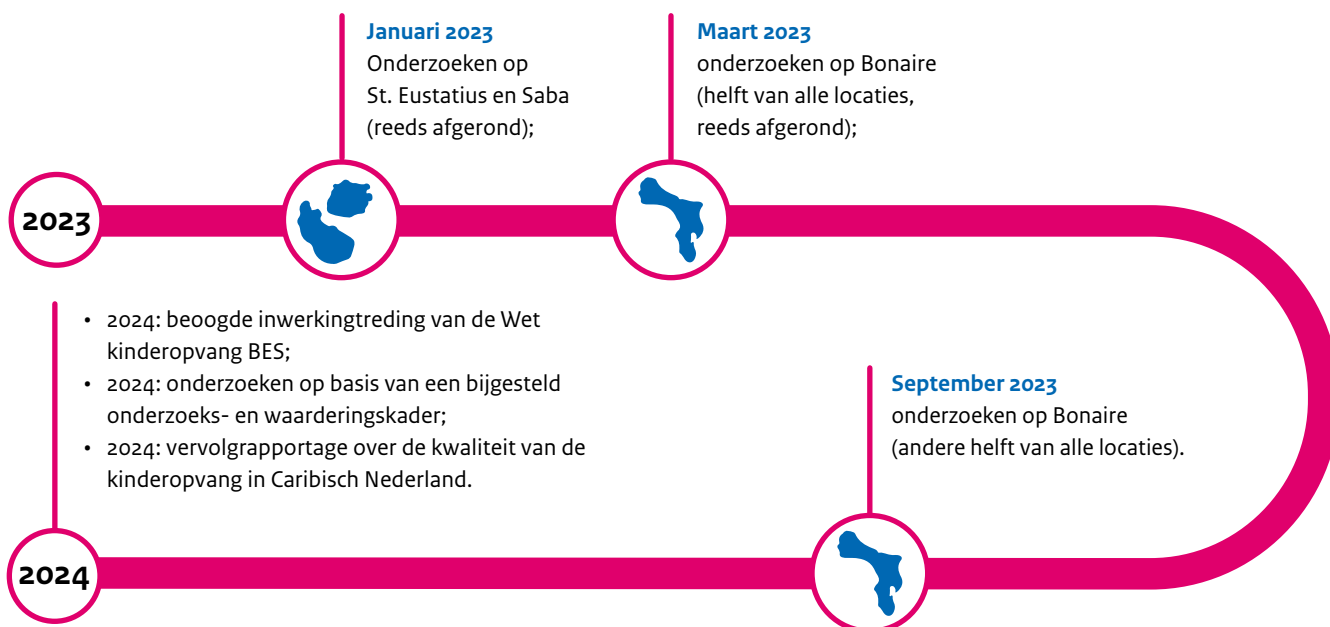 Januari 2023
Onderzoeken op
St. Eustatius en Saba
(reeds afgerond);
Maart 2023
onderzoeken op Bonaire
(helft van alle locaties,
reeds afgerond);
2023
• 2024: beoogde inwerkingtreding van de Wet
kinderopvang BES;
• 2024: onderzoeken op basis van een bijgesteld
onderzoeks- en waarderingskader;
• 2024: vervolgrapportage over de kwaliteit van de
kinderopvang in Caribisch Nederland.
September 2023
onderzoeken op Bonaire
(andere helft van alle locaties).
2024